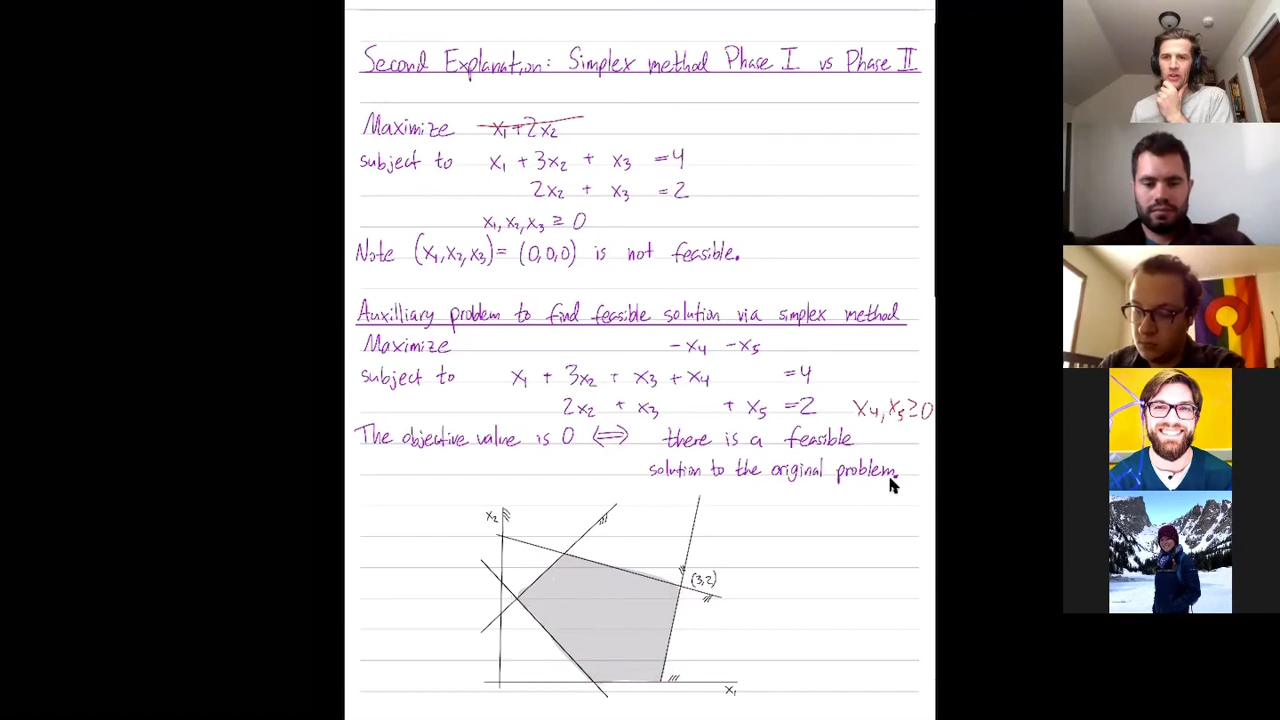 Second Explanation: Simplex method Phase I vs Phase II
Maximize x₁+2x₂
subject to x₁ + 3x₂ + x₃ =4
2x₂ + x₃ =2
x₁, x₂, x₃ ≥ 0
Note (x₁, x₂, x₃) = (0,0,0) is not feasible.
Auxilliary problem to find feasible solution via simplex method
Maximize -x₄ -x₅
subject to x₁ + 3x₂ + x₃ + x₄ =4
2x₂ + x₃ + x₅ =2 x₄, x₅ ≥0
The objective value is 0 ⟺ there is a feasible
solution to the original problem.
x₂
(3,2)
x₁